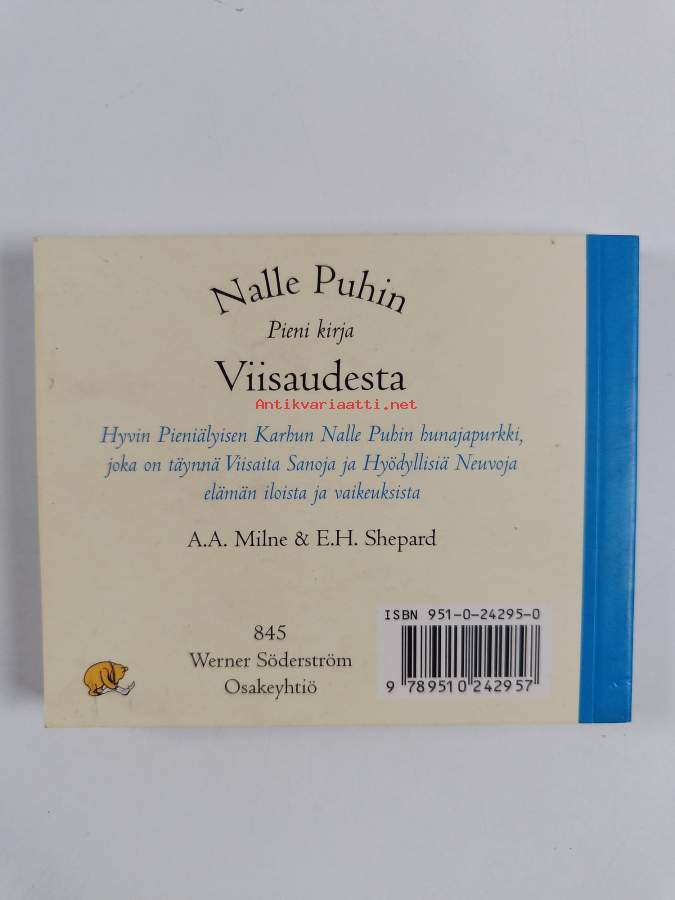 Nalle Puhin
Pieni kirja
Viisaudesta
Antikvariaatti.net
Hyvin Pieniälyisen Karhun Nalle Puhin hunajapurkki,
joka on täynnä Viisaita Sanoja ja Hyödyllisiä Neuvoja
elämän iloista ja vaikeuksista
A.A. Milne & E.H. Shepard
845
Werner Söderström
Osakeyhtiö
ISBN 951-0-24295-0
9 789510 242957